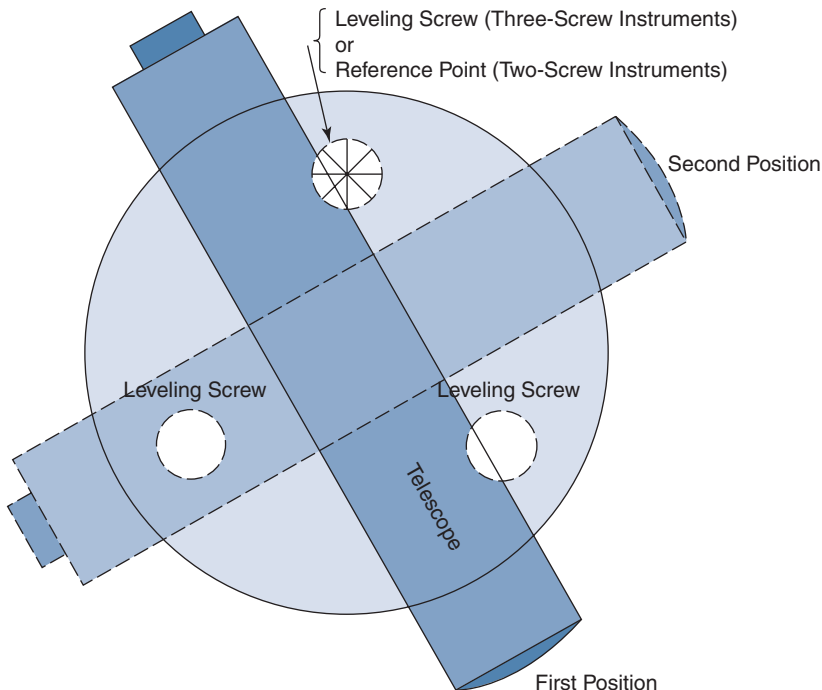 Leveling Screw (Three-Screw Instruments)
or
Reference Point (Two-Screw Instruments)
Second Position
Leveling Screw
Leveling Screw
Telescope
First Position